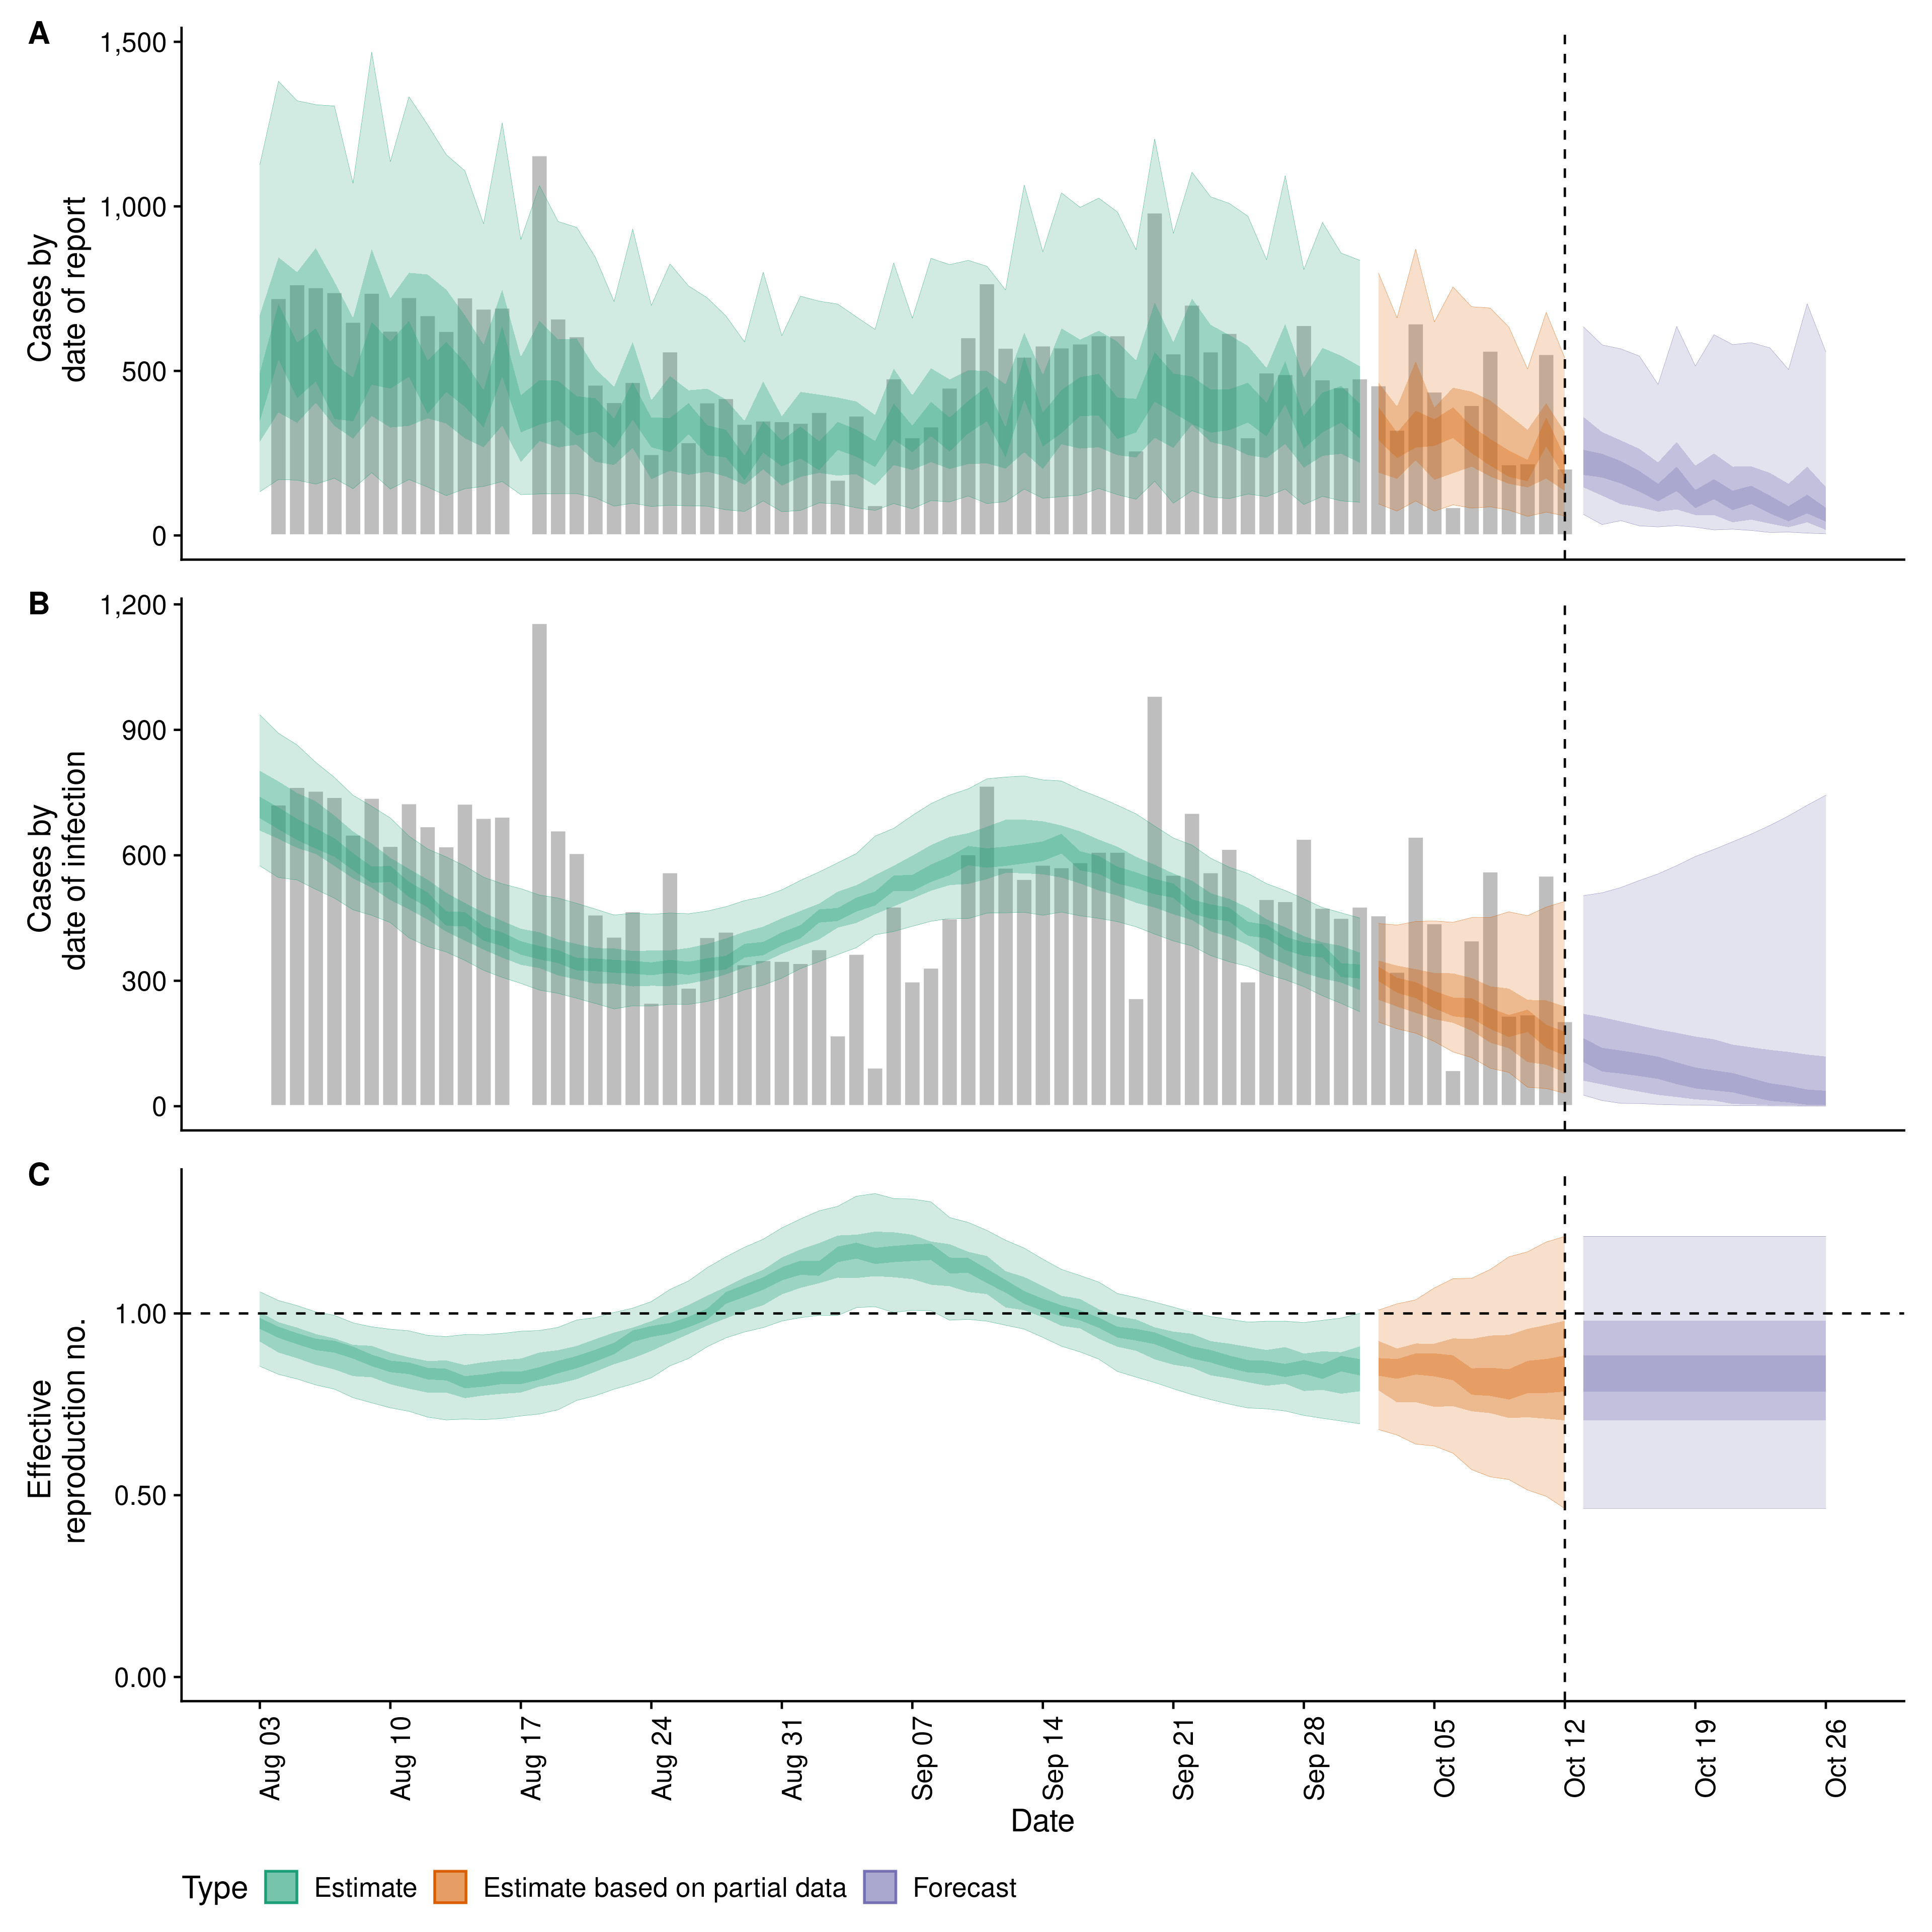 A
1,500
1,000
500
0
Cases by
date of report
B
1,200
900
600
300
0
Cases by
date of infection
C
1.00
0.50
0.00
Effective
reproduction no.
Aug 03
Aug 10
Aug 17
Aug 24
Aug 31
Sep 07
Sep 14
Sep 21
Sep 28
Oct 05
Oct 12
Oct 19
Oct 26
Date
Type Estimate Estimate based on partial data Forecast